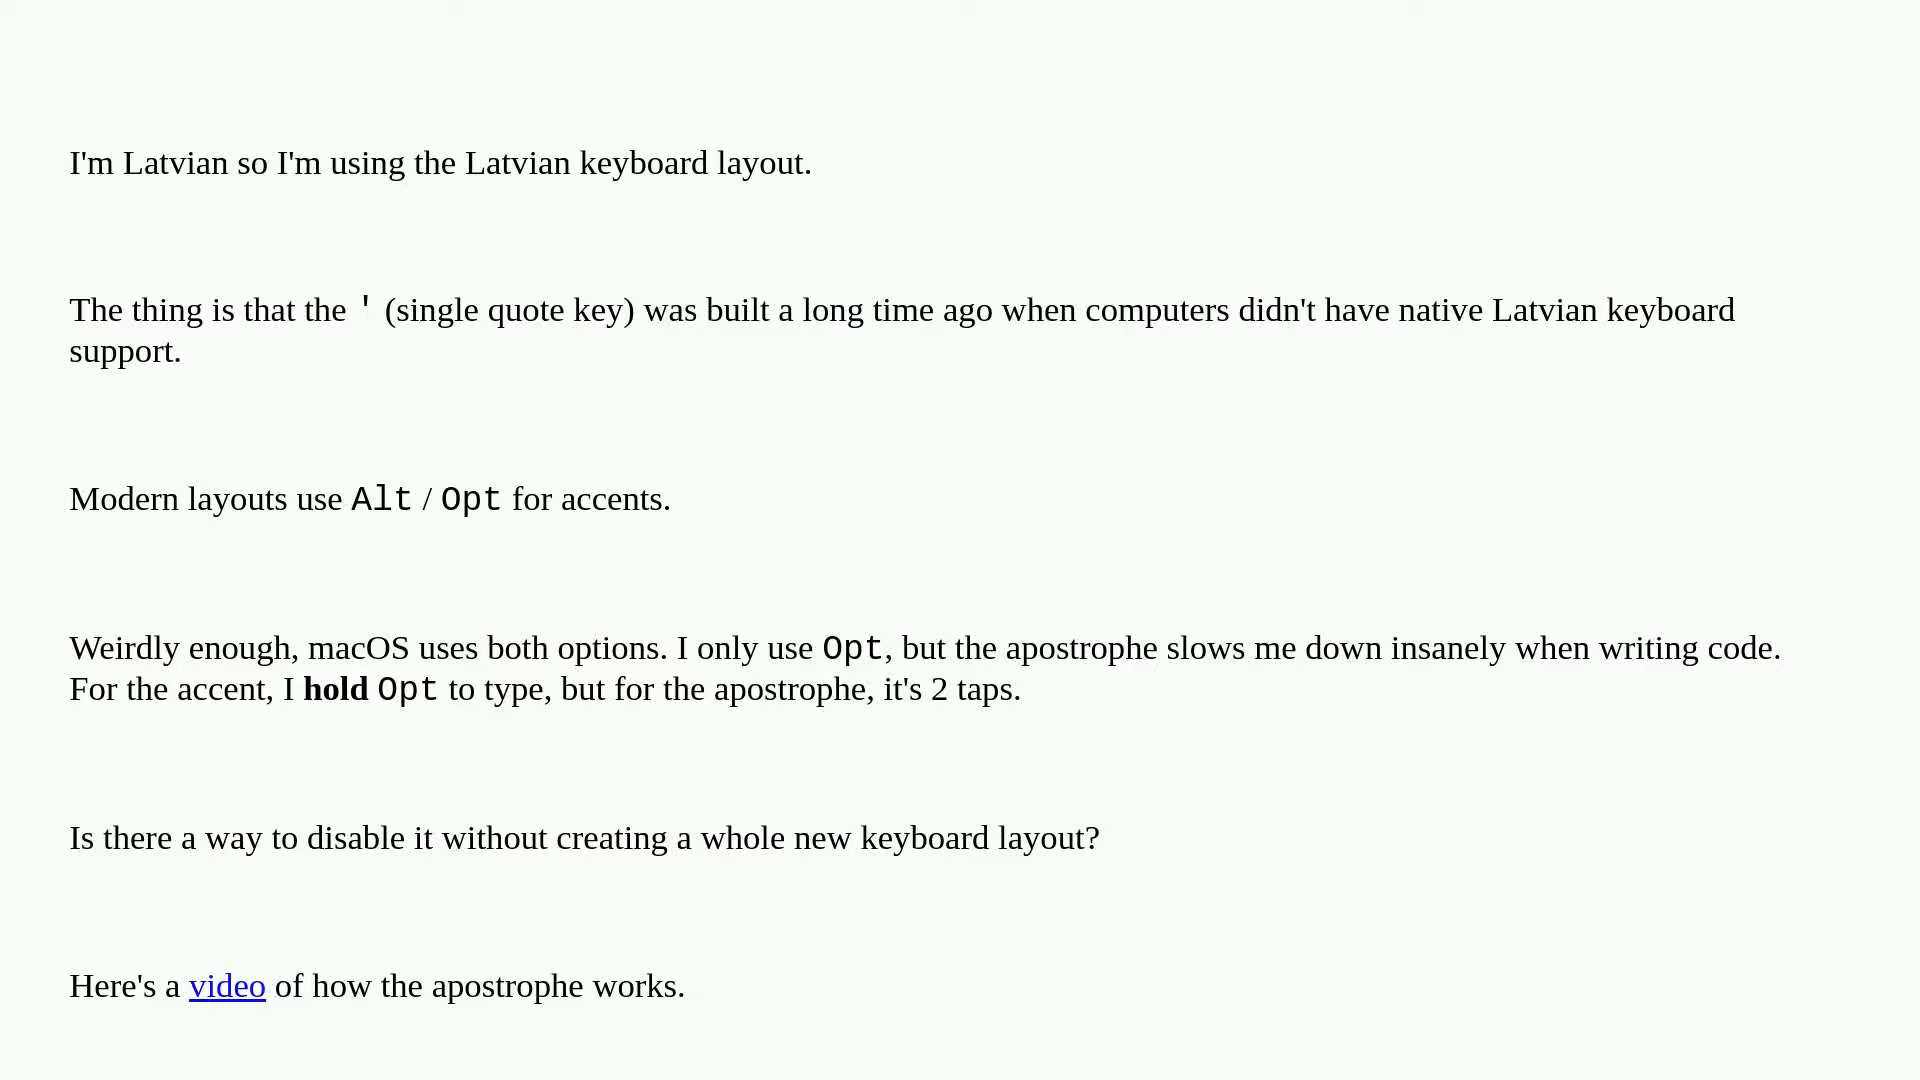 I'm Latvian so I'm using the Latvian keyboard layout.
The thing is that the ' (single quote key) was built a long time ago when computers didn't have native Latvian keyboard
support.
Modern layouts use Alt / Opt for accents.
Weirdly enough, macOS uses both options. I only use Opt, but the apostrophe slows me down insanely when writing code.
For the accent, I hold Opt to type, but for the apostrophe, it's 2 taps.
Is there a way to disable it without creating a whole new keyboard layout?
Here's a video of how the apostrophe works.